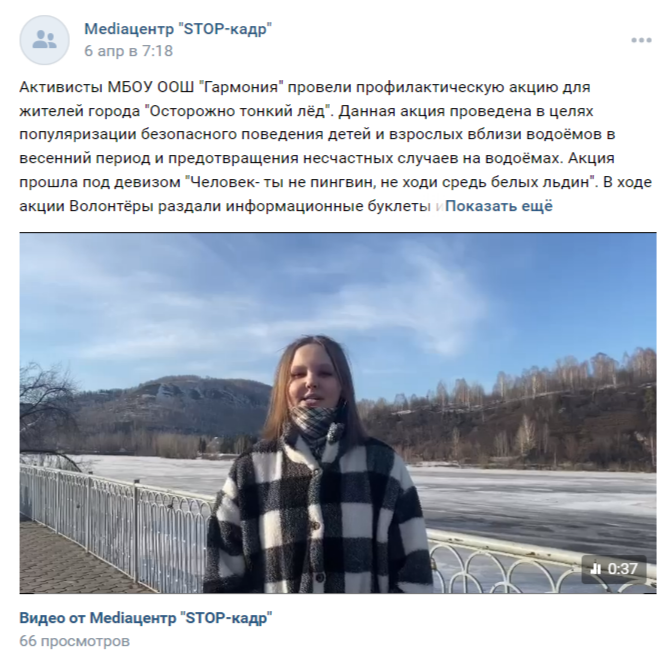 Mediaцентр "STOP-кадр"
6 апр в 7:18
Активисты МБОУ ООШ "Гармония" провели профилактическую акцию для
жителей города "Осторожно тонкий лёд". Данная акция проведена в целях
популяризации безопасного поведения детей и взрослых вблизи водоёмов в
весенний период и предотвращения несчастных случаев на водоёмах. Акция
прошла под девизом "Человек- ты не пингвин, не ходи средь белых льдин". В ходе
акции Волонтёры раздали информационные буклеты и Показать ещё
0:37
Видео от Mediaцентр "STOP-кадр"
66 просмотров